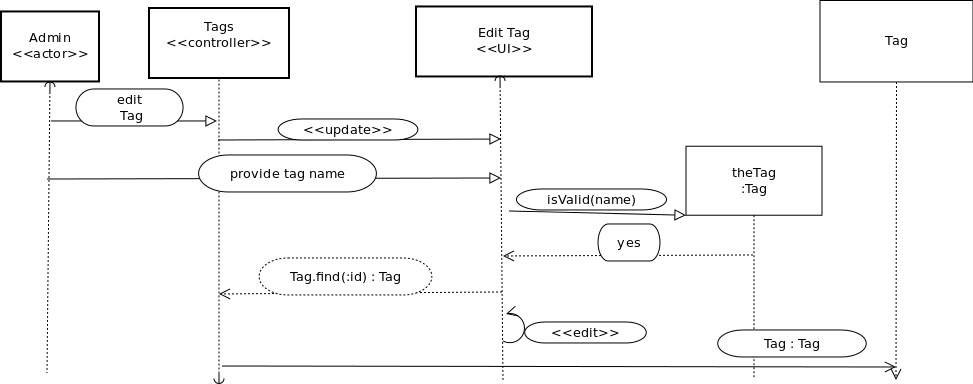 Admin
<<actor>>
Tags
<<controller>>
Edit Tag
<<UI>>
Tag
edit
Tag
<<update>>
provide tag name
theTag
:Tag
isValid(name)
yes
Tag.find(:id) : Tag
<<edit>>
Tag : Tag